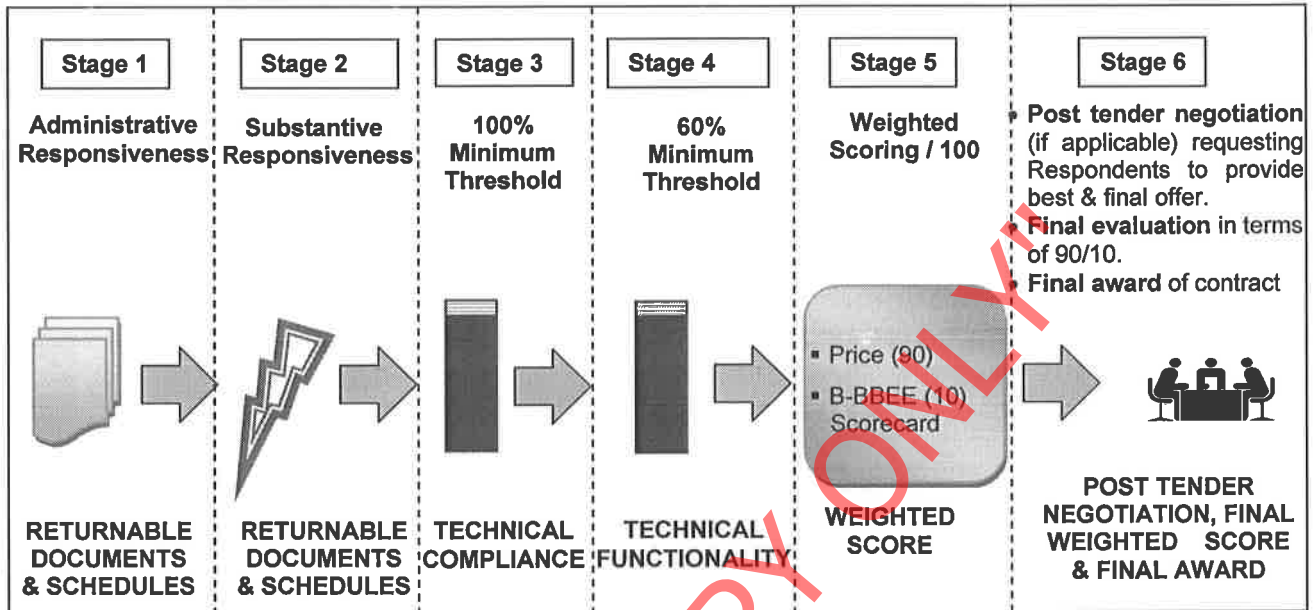 Stage 1
Administrative
Responsiveness
RETURNABLE
DOCUMENTS
& SCHEDULES
Stage 2
Substantive
Responsiveness
RETURNABLE
DOCUMENTS
& SCHEDULES
Stage 3
100%
Minimum
Threshold
TECHNICAL
COMPLIANCE
Stage 4
60%
Minimum
Threshold
TECHNICAL
FUNCTIONALITY
Stage 5
Weighted
Scoring / 100
▪ Price (90)
▪ B-BBEE (10)
Scorecard
WEIGHTED
SCORE
Stage 6
• Post tender negotiation
(if applicable) requesting
Respondents to provide
best & final offer.
• Final evaluation in terms
of 90/10.
• Final award of contract
POST TENDER
NEGOTIATION, FINAL
WEIGHTED SCORE
& FINAL AWARD
ONLY"